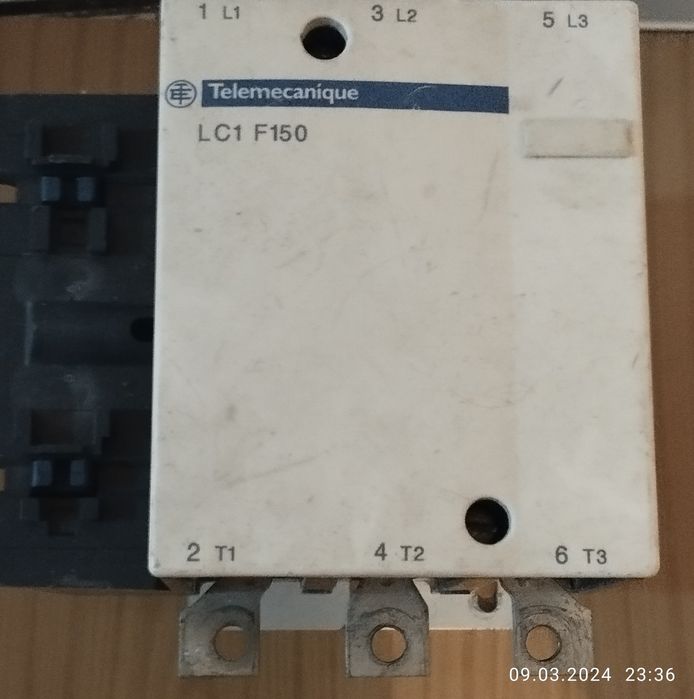 1 L1 3 L2 5 L3
Telemecanique
LC1 F150
2 T1 4 T2 6 T3
09.03.2024 23:36